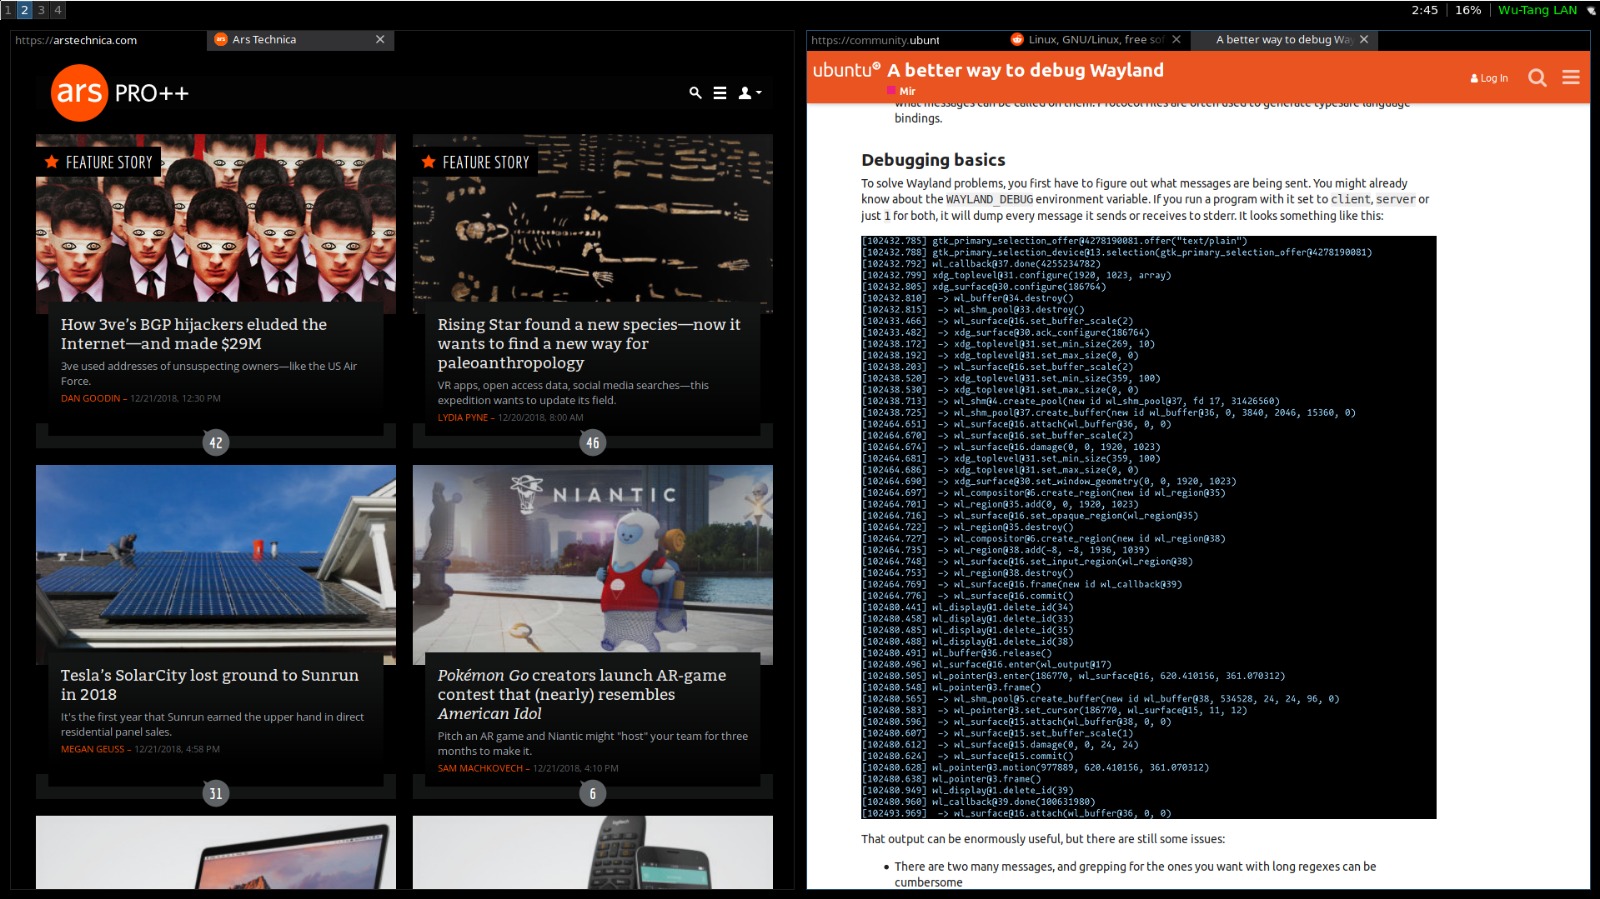 1 2 3 4
2:45 16% Wu-Tang LAN
https://arstechnica.com
Ars Technica
ars PRO++
FEATURE STORY
How 3ve's BGP hijackers eluded the
Internet—and made $29M
3ve used addresses of unsuspecting owners—like the US Air
Force.
DAN GOODIN – 12/21/2018, 12:30 PM
42
FEATURE STORY
Rising Star found a new species—now it
wants to find a new way for
paleoanthropology
VR apps, open access data, social media searches—this
expedition wants to update its field.
LYDIA PYNE – 12/20/2018, 8:00 AM
46
Tesla's SolarCity lost ground to Sunrun
in 2018
It's the first year that Sunrun earned the upper hand in direct
residential panel sales.
MEGAN GEUSS – 12/21/2018, 4:58 PM
31
NIANTIC
Pokémon Go creators launch AR-game
contest that (nearly) resembles
American Idol
Pitch an AR game and Niantic might "host" your team for three
months to make it.
SAM MACHKOVECH – 12/21/2018, 4:10 PM
6
https://community.ubunt
Linux, GNU/Linux, free sof
A better way to debug Way
ubuntu A better way to debug Wayland
Mir
Log In
what messages can be called on them. Protocol files are often used to generate typesafe language
bindings.
Debugging basics
To solve Wayland problems, you first have to figure out what messages are being sent. You might already
know about the WAYLAND_DEBUG environment variable. If you run a program with it set to client, server or
just 1 for both, it will dump every message it sends or receives to stderr. It looks something like this:
[102432.785] gtk_primary_selection_offer@4278190081.offer("text/plain")
[102432.788] gtk_primary_selection_device@13.selection(gtk_primary_selection_offer@4278190081)
[102432.792] wl_callback@37.done(4255234782)
[102432.799] xdg_toplevel@31.configure(1920, 1023, array)
[102432.805] xdg_surface@30.configure(186764)
[102432.810]  -> wl_buffer@34.destroy()
[102432.815]  -> wl_shm_pool@33.destroy()
[102433.466]  -> wl_surface@16.set_buffer_scale(2)
[102433.482]  -> xdg_surface@30.ack_configure(186764)
[102438.172]  -> xdg_toplevel@31.set_min_size(269, 10)
[102438.192]  -> xdg_toplevel@31.set_max_size(0, 0)
[102438.203]  -> wl_surface@16.set_buffer_scale(2)
[102438.520]  -> xdg_toplevel@31.set_min_size(359, 100)
[102438.530]  -> xdg_toplevel@31.set_max_size(0, 0)
[102438.713]  -> wl_shm@4.create_pool(new id wl_shm_pool@37, fd 17, 31426560)
[102438.725]  -> wl_shm_pool@37.create_buffer(new id wl_buffer@36, 0, 3840, 2046, 15360, 0)
[102464.651]  -> wl_surface@16.attach(wl_buffer@36, 0, 0)
[102464.670]  -> wl_surface@16.set_buffer_scale(2)
[102464.674]  -> wl_surface@16.damage(0, 0, 1920, 1023)
[102464.681]  -> xdg_toplevel@31.set_min_size(359, 100)
[102464.686]  -> xdg_toplevel@31.set_max_size(0, 0)
[102464.690]  -> xdg_surface@30.set_window_geometry(0, 0, 1920, 1023)
[102464.697]  -> wl_compositor@6.create_region(new id wl_region@35)
[102464.701]  -> wl_region@35.add(0, 0, 1920, 1023)
[102464.716]  -> wl_surface@16.set_opaque_region(wl_region@35)
[102464.722]  -> wl_region@35.destroy()
[102464.727]  -> wl_compositor@6.create_region(new id wl_region@38)
[102464.735]  -> wl_region@38.add(-8, -8, 1936, 1039)
[102464.748]  -> wl_surface@16.set_input_region(wl_region@38)
[102464.753]  -> wl_region@38.destroy()
[102464.769]  -> wl_surface@16.frame(new id wl_callback@39)
[102464.776]  -> wl_surface@16.commit()
[102480.441] wl_display@1.delete_id(34)
[102480.458] wl_display@1.delete_id(33)
[102480.485] wl_display@1.delete_id(35)
[102480.488] wl_display@1.delete_id(38)
[102480.491] wl_buffer@36.release()
[102480.496] wl_surface@16.enter(wl_output@17)
[102480.505] wl_pointer@3.enter(186770, wl_surface@16, 620.410156, 361.070312)
[102480.548] wl_pointer@3.frame()
[102480.565]  -> wl_shm_pool@5.create_buffer(new id wl_buffer@38, 534528, 24, 24, 96, 0)
[102480.583]  -> wl_pointer@3.set_cursor(186770, wl_surface@15, 11, 12)
[102480.596]  -> wl_surface@15.attach(wl_buffer@38, 0, 0)
[102480.607]  -> wl_surface@15.set_buffer_scale(1)
[102480.612]  -> wl_surface@15.damage(0, 0, 24, 24)
[102480.624]  -> wl_surface@15.commit()
[102480.628] wl_pointer@3.motion(977889, 620.410156, 361.070312)
[102480.638] wl_pointer@3.frame()
[102480.949] wl_display@1.delete_id(39)
[102480.960] wl_callback@39.done(100631980)
[102493.969]  -> wl_surface@16.attach(wl_buffer@36, 0, 0)
That output can be enormously useful, but there are still some issues:
• There are two many messages, and grepping for the ones you want with long regexes can be
cumbersome